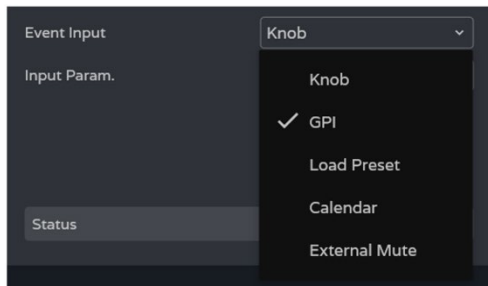 Event Input Knob
Input Param.
Knob
GPI
Load Preset
Calendar
Status
External Mute